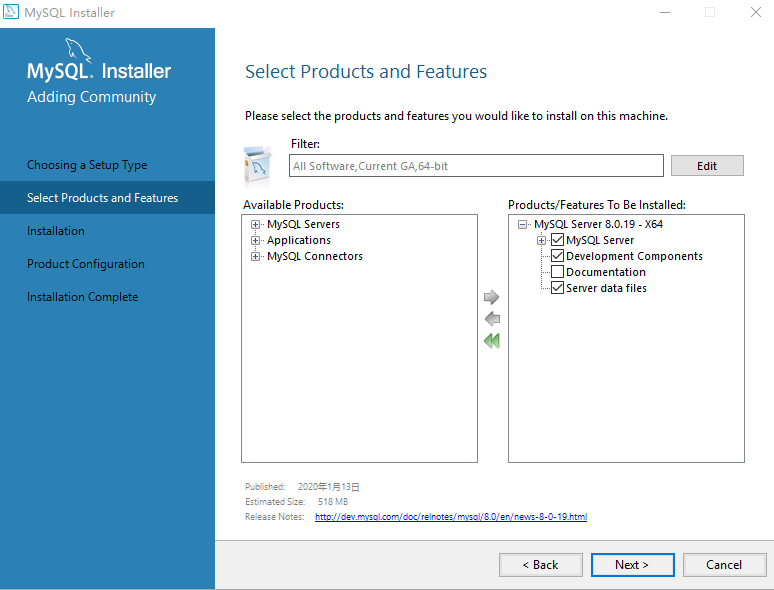 MySQL Installer
MySQL. Installer
Adding Community
Choosing a Setup Type
Select Products and Features
Installation
Product Configuration
Installation Complete
Select Products and Features
Please select the products and features you would like to install on this machine.
Filter:
All Software,Current GA,64-bit
Edit
Available Products:
MySQL Servers
Applications
MySQL Connectors
Products/Features To Be Installed:
MySQL Server 8.0.19 - X64
MySQL Server
Development Components
Documentation
Server data files
Published: 2020年1月13日
Estimated Size: 518 MB
Release Notes: http://dev.mysql.com/doc/relnotes/mysql/8.0/en/news-8-0-19.html
< Back
Next >
Cancel